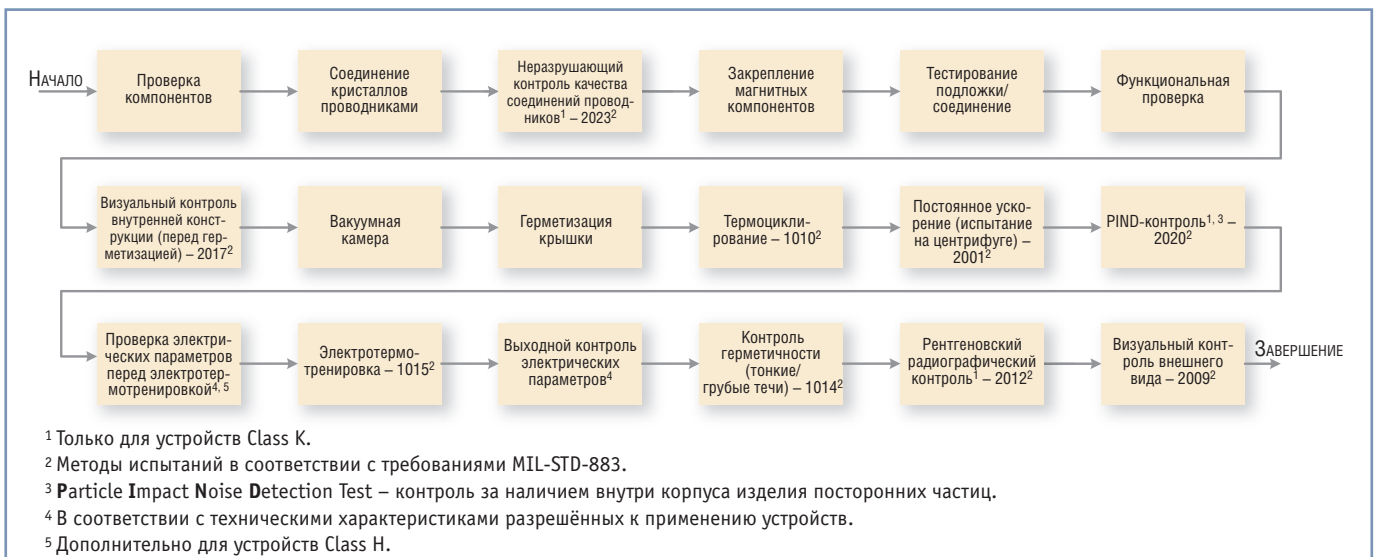 НАЧАЛО
Проверка
компонентов
Соединение
кристаллов
проводниками
Неразрушающий
контроль качества
соединений провод-
ников1 – 20232
Закрепление
магнитных
компонентов
Тестирование
подложки/
соединение
Функциональная
проверка
Визуальный контроль
внутренней конст-
рукции (перед гер-
метизацией) – 20172
Вакуумная
камера
Герметизация
крышки
Термоцикли-
рование – 10102
Постоянное уско-
рение (испытание
на центрифуге) –
20012
PIND-контроль1, 3 –
20202
Проверка электри-
ческих параметров
перед электротер-
мотренировкой4, 5
Электротермо-
тренировка – 10152
Выходной контроль
электрических
параметров4
Контроль
герметичности
(тонкие/
грубые течи) – 10142
Рентгеновский
радиографический
контроль1 – 20122
Визуальный конт-
роль внешнего
вида – 20092
ЗАВЕРШЕНИЕ
1 Только для устройств Class K.
2 Методы испытаний в соответствии с требованиями MIL-STD-883.
3 Particle Impact Noise Detection Test – контроль за наличием внутри корпуса изделия посторонних частиц.
4 В соответствии с техническими характеристиками разрешённых к применению устройств.
5 Дополнительно для устройств Class H.